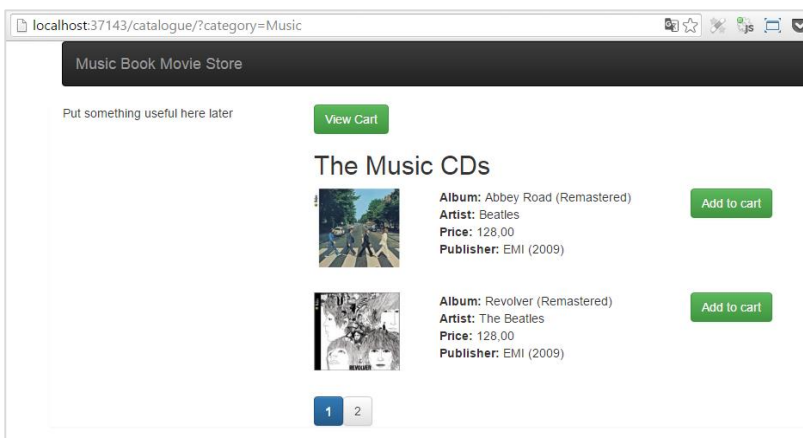 localhost:37143/catalogue/?category=Music
Music Book Movie Store
Put something useful here later
View Cart
The Music CDs
Album: Abbey Road (Remastered)
Artist: Beatles
Price: 128,00
Publisher: EMI (2009)
Add to cart
REVOLVER
Album: Revolver (Remastered)
Artist: The Beatles
Price: 128,00
Publisher: EMI (2009)
Add to cart
1 2